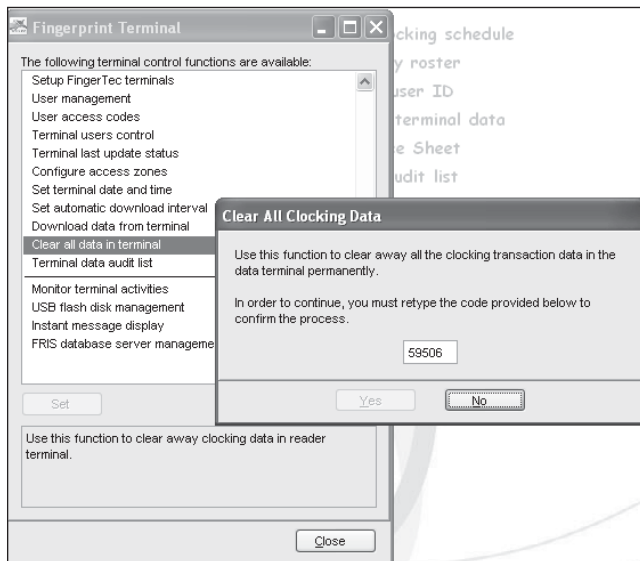 Fingerprint Terminal
The following terminal control functions are available:
Setup FingerTec terminals
User management
User access codes
Terminal users control
Terminal last update status
Configure access zones
Set terminal date and time
Set automatic download interval
Download data from terminal
Clear all data in terminal
Terminal data audit list
Monitor terminal activities
USB flash disk management
Instant message display
FRIS database server manageme
Set
Use this function to clear away clocking data in reader
terminal.
Close
cking schedule
y roster
user ID
terminal data
e Sheet
udit list
Clear All Clocking Data
Use this function to clear away all the clocking transaction data in the
data terminal permanently.
In order to continue, you must retype the code provided below to
confirm the process.
59506
Yes
No